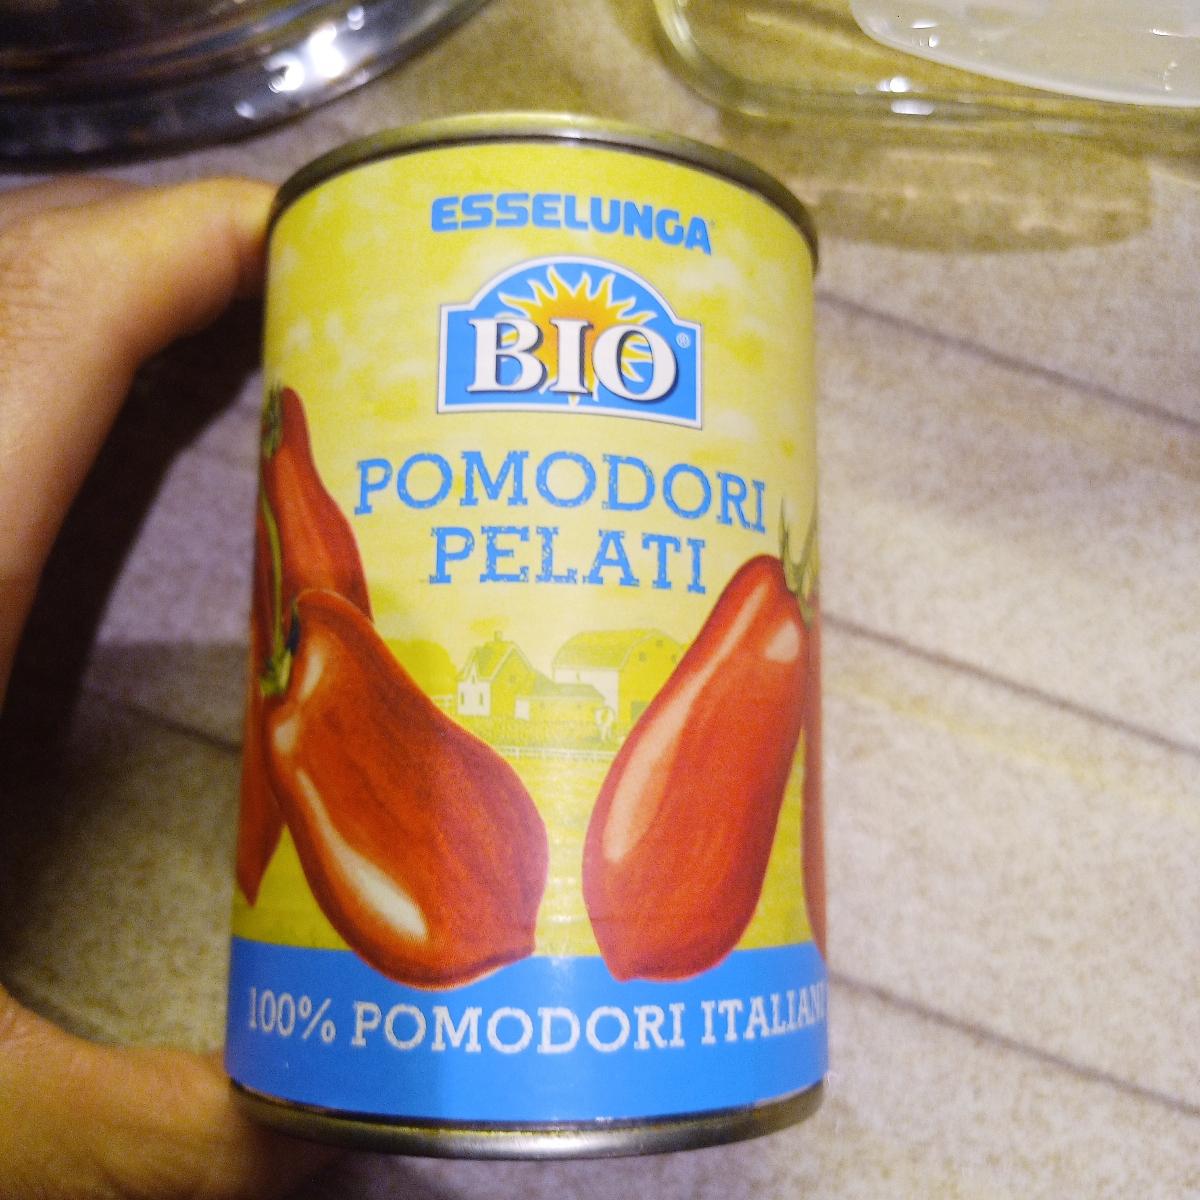 ESSELUNGA
BIO®
POMODORI
PELATI
100% POMODORI ITALIANI